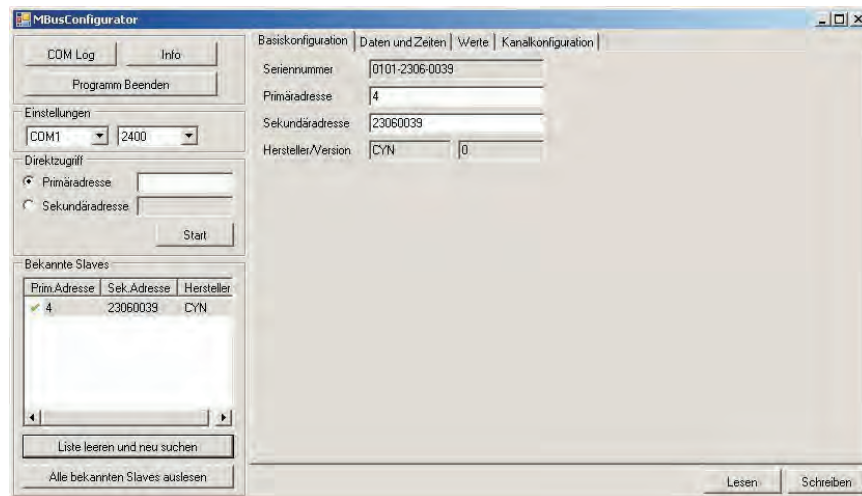 MBusConfigurator
COM Log Info
Programm Beenden
Einstellungen
COM1 2400
Direktzugriff
Primäradresse
Sekundäradresse
Start
Bekannte Slaves
Prim.Adresse Sek.Adresse Hersteller
4 23060039 CYN
Liste leeren und neu suchen
Alle bekannten Slaves auslesen
Basiskonfiguration Daten und Zeiten Werte Kanalkonfiguration
Seriennummer 0101-2306-0039
Primäradresse 4
Sekundäradresse 23060039
Hersteller/Version CYN 0
Lesen Schreiben